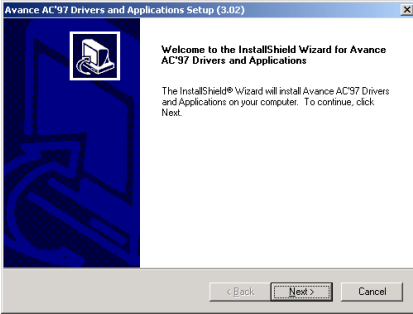 Avance AC'97 Drivers and Applications Setup (3.02)
Welcome to the InstallShield Wizard for Avance
AC'97 Drivers and Applications
The InstallShield® Wizard will install Avance AC'97 Drivers
and Applications on your computer. To continue, click
Next.
< Back
Next >
Cancel